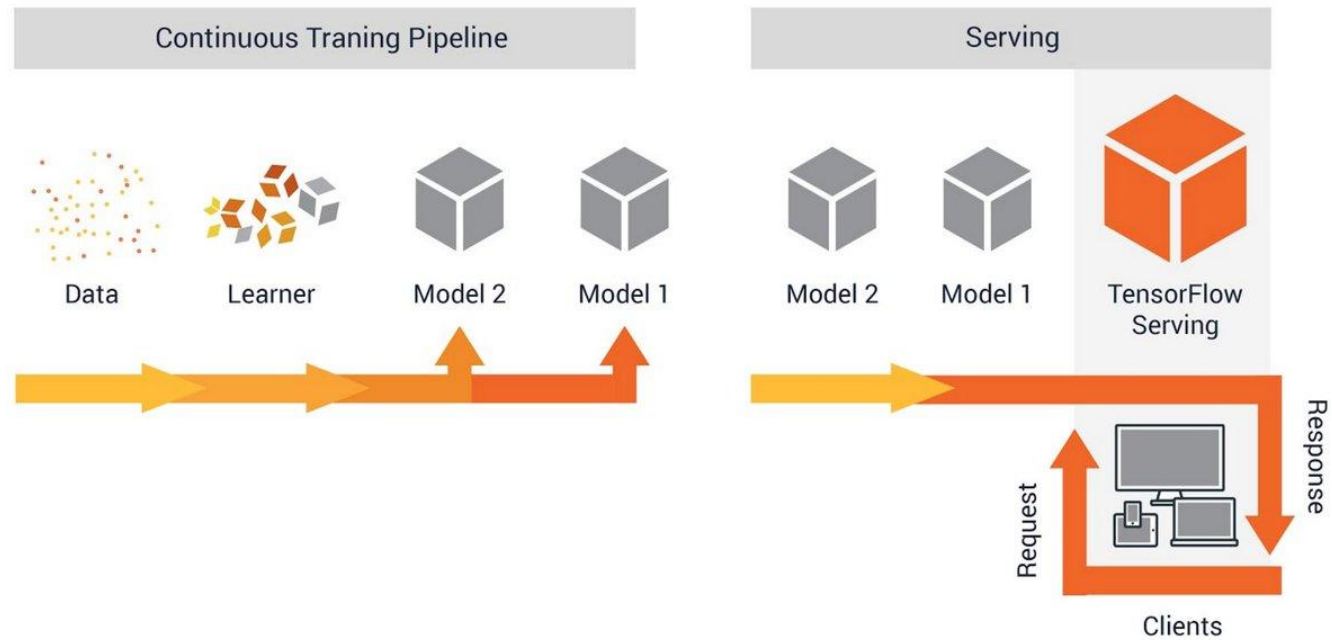 Continuous Traning Pipeline
Serving
Data
Learner
Model 2
Model 1
Model 2
Model 1
TensorFlow
Serving
Response
Request
Clients